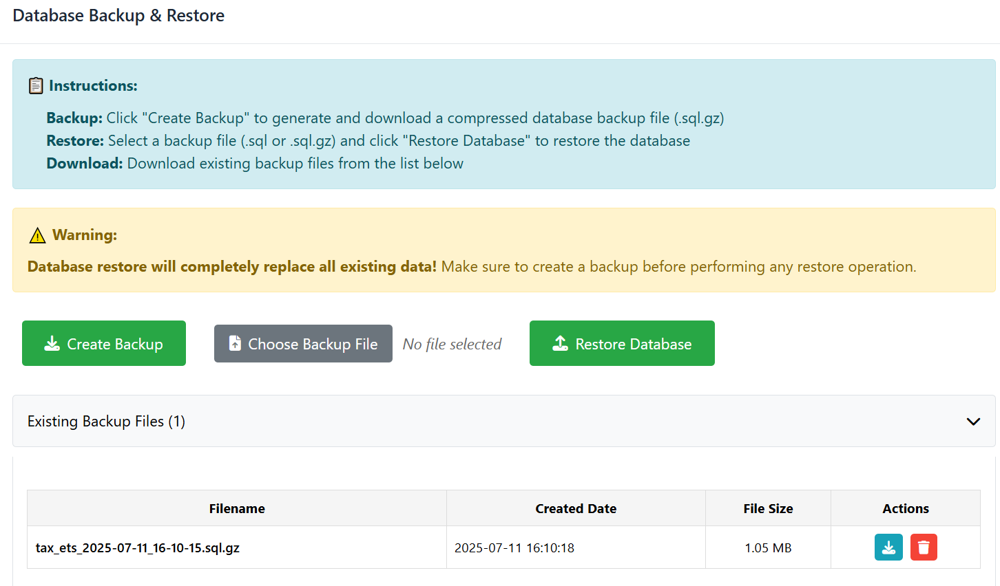 Database Backup & Restore
Instructions:
Backup: Click "Create Backup" to generate and download a compressed database backup file (.sql.gz)
Restore: Select a backup file (.sql or .sql.gz) and click "Restore Database" to restore the database
Download: Download existing backup files from the list below
Warning:
Database restore will completely replace all existing data! Make sure to create a backup before performing any restore operation.
Create Backup Choose Backup File No file selected Restore Database
Existing Backup Files (1)
Filename Created Date File Size Actions
tax_ets_2025-07-11_16-10-15.sql.gz 2025-07-11 16:10:18 1.05 MB